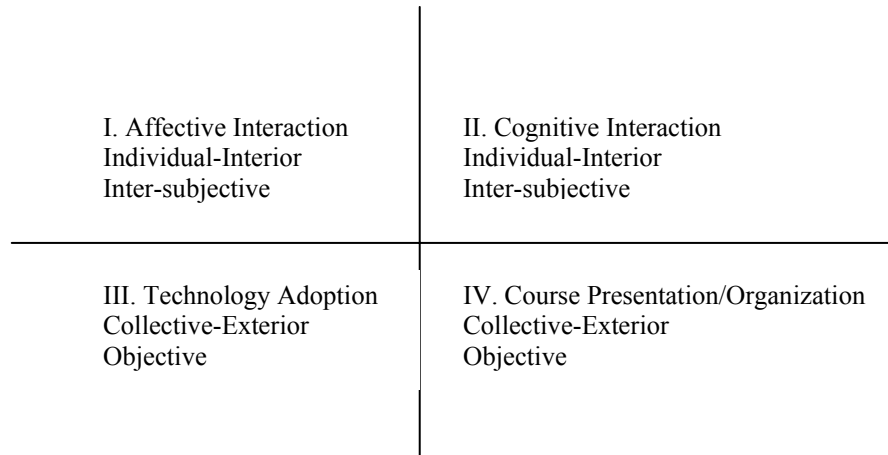 I. Affective Interaction
Individual-Interior
Inter-subjective
II. Cognitive Interaction
Individual-Interior
Inter-subjective
III. Technology Adoption
Collective-Exterior
Objective
IV. Course Presentation/Organization
Collective-Exterior
Objective